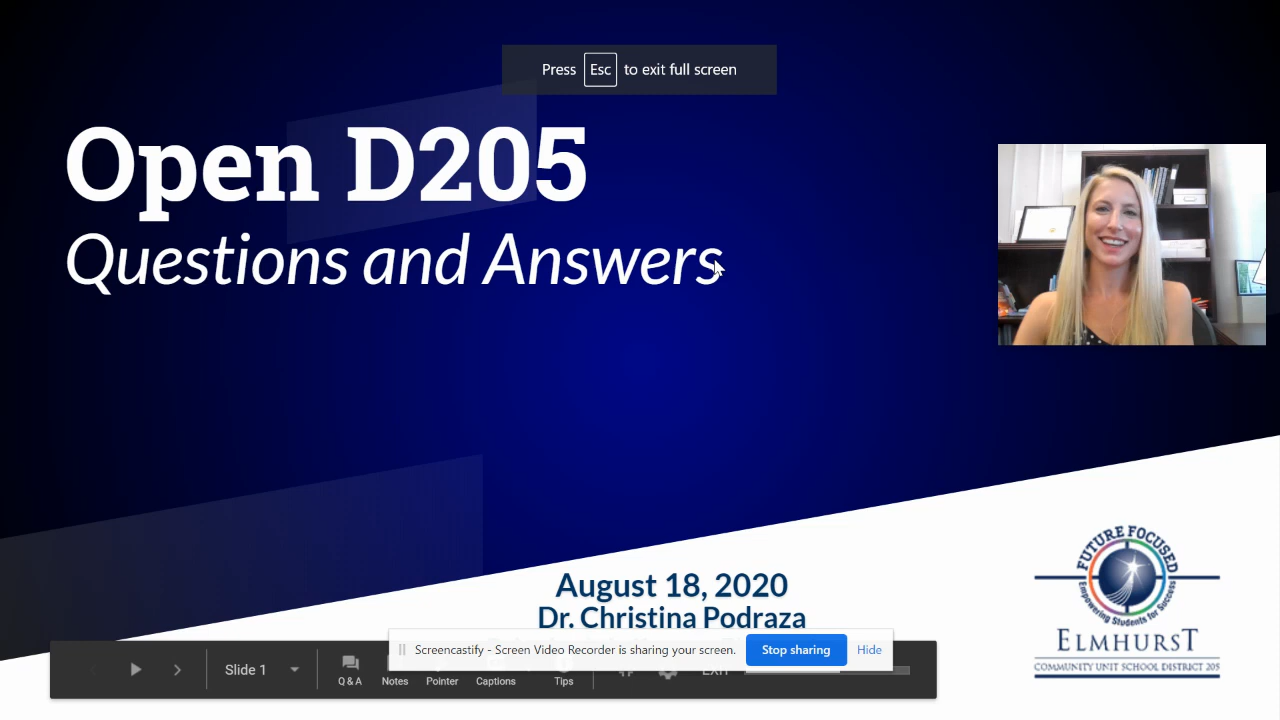 Press Esc to exit full screen
Open D205
Questions and Answers
August 18, 2020
Dr. Christina Podraza
FUTURE FOCUSED
Empowering Students for Success
ELMHURST
COMMUNITY UNIT SCHOOL DISTRICT 205
Screencastify - Screen Video Recorder is sharing your screen.
Stop sharing
Hide
Slide 1
Q & A
Notes
Pointer
Captions
Tips
EXIT